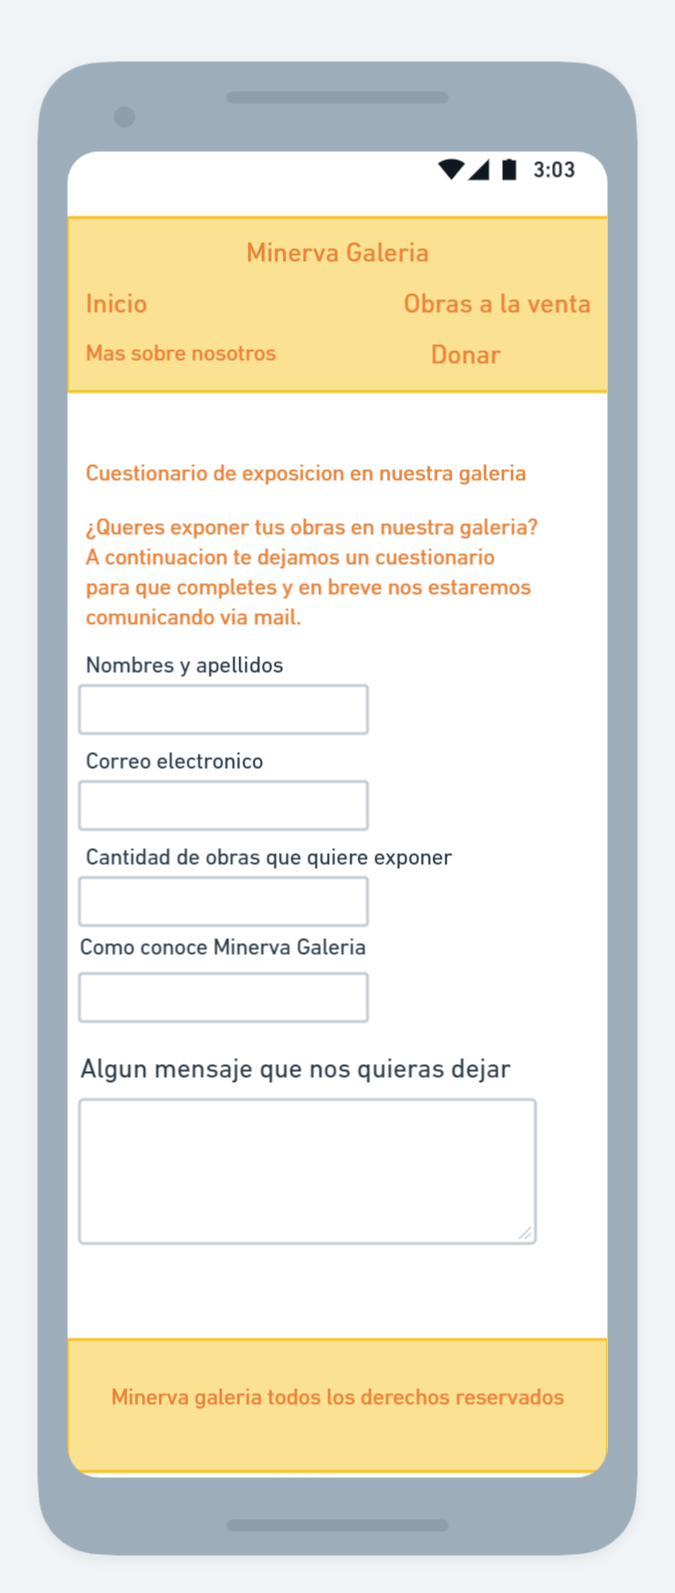 3:03
Minerva Galeria
Inicio
Obras a la venta
Mas sobre nosotros
Donar
Cuestionario de exposicion en nuestra galeria
¿Queres exponer tus obras en nuestra galeria?
A continuacion te dejamos un cuestionario
para que completes y en breve nos estaremos
comunicando via mail.
Nombres y apellidos
Correo electronico
Cantidad de obras que quiere exponer
Como conoce Minerva Galeria
Algun mensaje que nos quieras dejar
Minerva galeria todos los derechos reservados